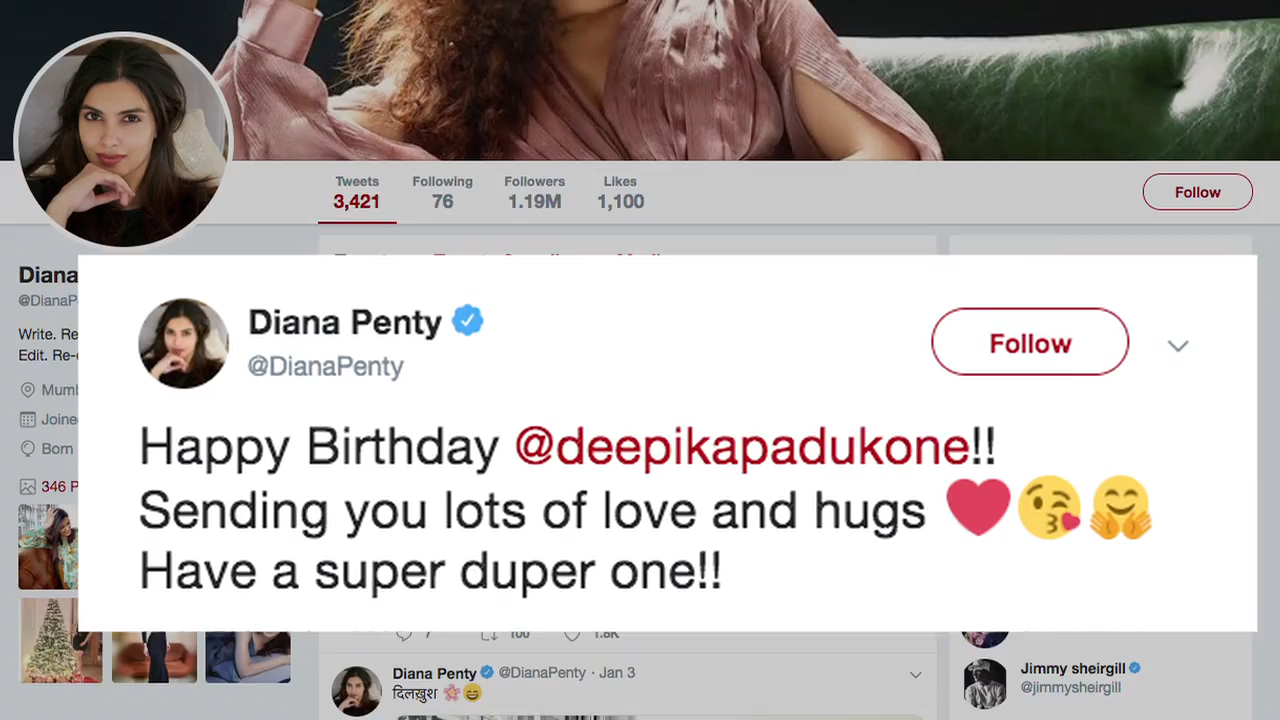 Tweets
3,421
Following
76
Followers
1.19M
Likes
1,100
Follow
Diana
@DianaP
Write. Re
Edit. Re-
Mum
Joine
Born
346 P
Diana Penty
@DianaPenty
Follow
Happy Birthday @deepikapadukone!!
Sending you lots of love and hugs ❤️😘🤗
Have a super duper one!!
7 100 1.8K
Diana Penty @DianaPenty · Jan 3
दिलखुश 🌸😄
Jimmy sheirgill
@jimmysheirgill